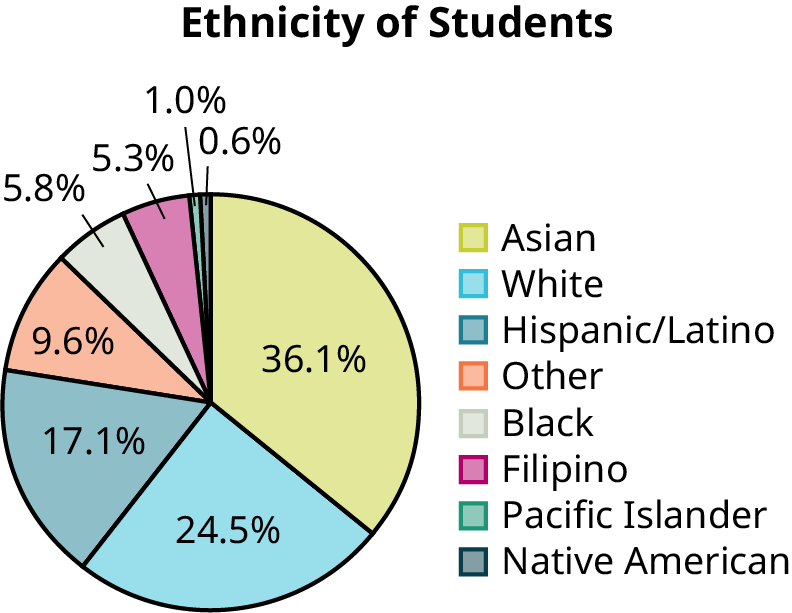 Ethnicity of Students
1.0%
0.6%
5.3%
5.8%
9.6%
36.1%
17.1%
24.5%
Asian
White
Hispanic/Latino
Other
Black
Filipino
Pacific Islander
Native American